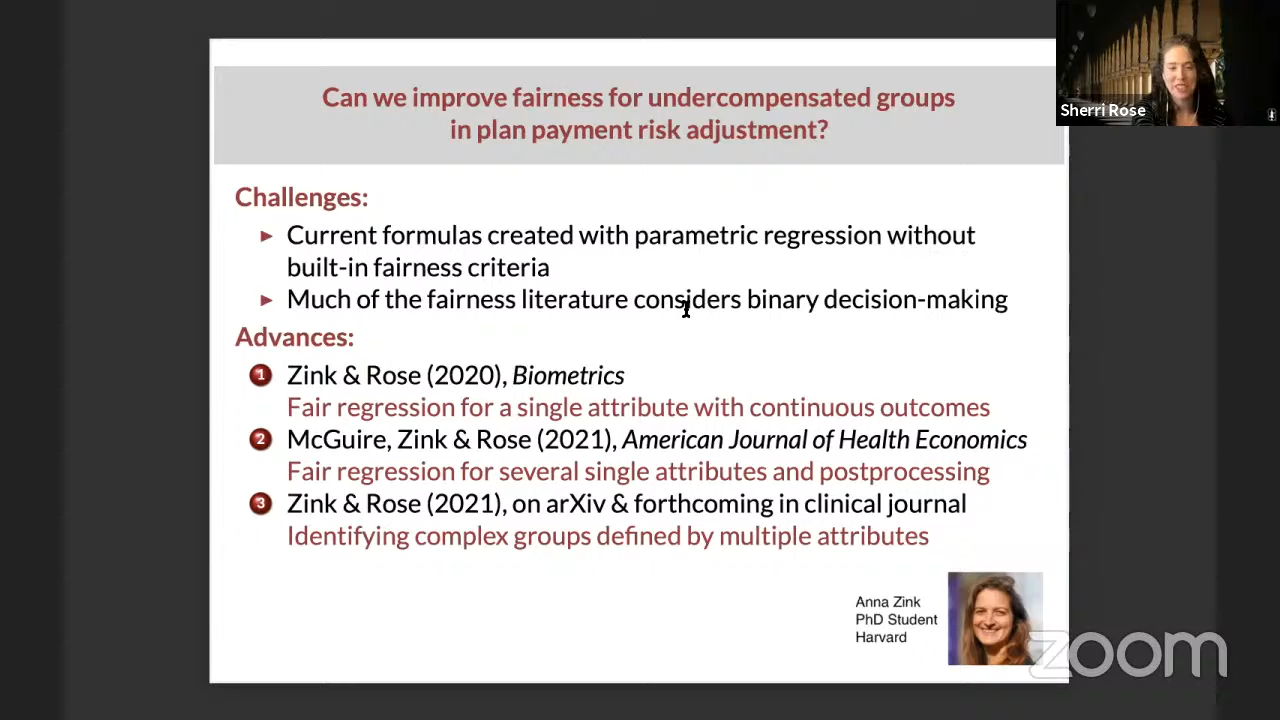 Can we improve fairness for undercompensated groups
in plan payment risk adjustment?
Sherri Rose
Challenges:
► Current formulas created with parametric regression without
built-in fairness criteria
► Much of the fairness literature considers binary decision-making
Advances:
1 Zink & Rose (2020), Biometrics
Fair regression for a single attribute with continuous outcomes
2 McGuire, Zink & Rose (2021), American Journal of Health Economics
Fair regression for several single attributes and postprocessing
3 Zink & Rose (2021), on arXiv & forthcoming in clinical journal
Identifying complex groups defined by multiple attributes
Anna Zink
PhD Student
Harvard
zoom